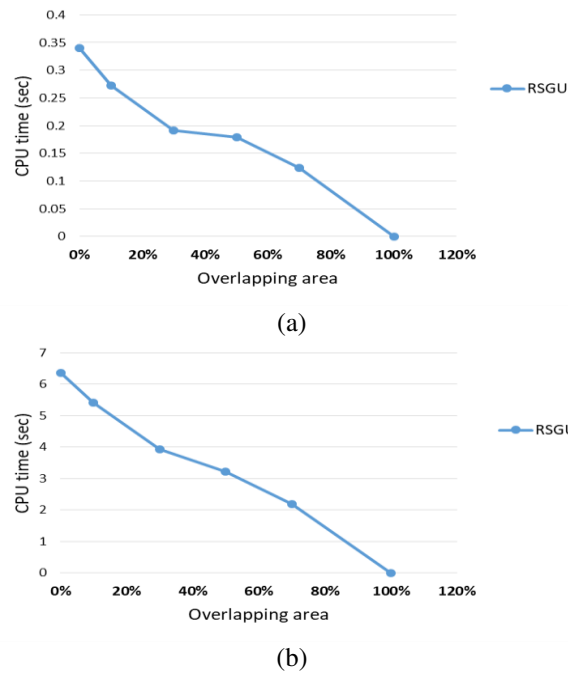 0.4
0.35
0.3
0.25
0.2
0.15
0.1
0.05
0
CPU time (sec)
0% 20% 40% 60% 80% 100% 120%
Overlapping area
RSGU
(a)
7
6
5
4
3
2
1
0
CPU time (sec)
0% 20% 40% 60% 80% 100% 120%
Overlapping area
RSGU
(b)